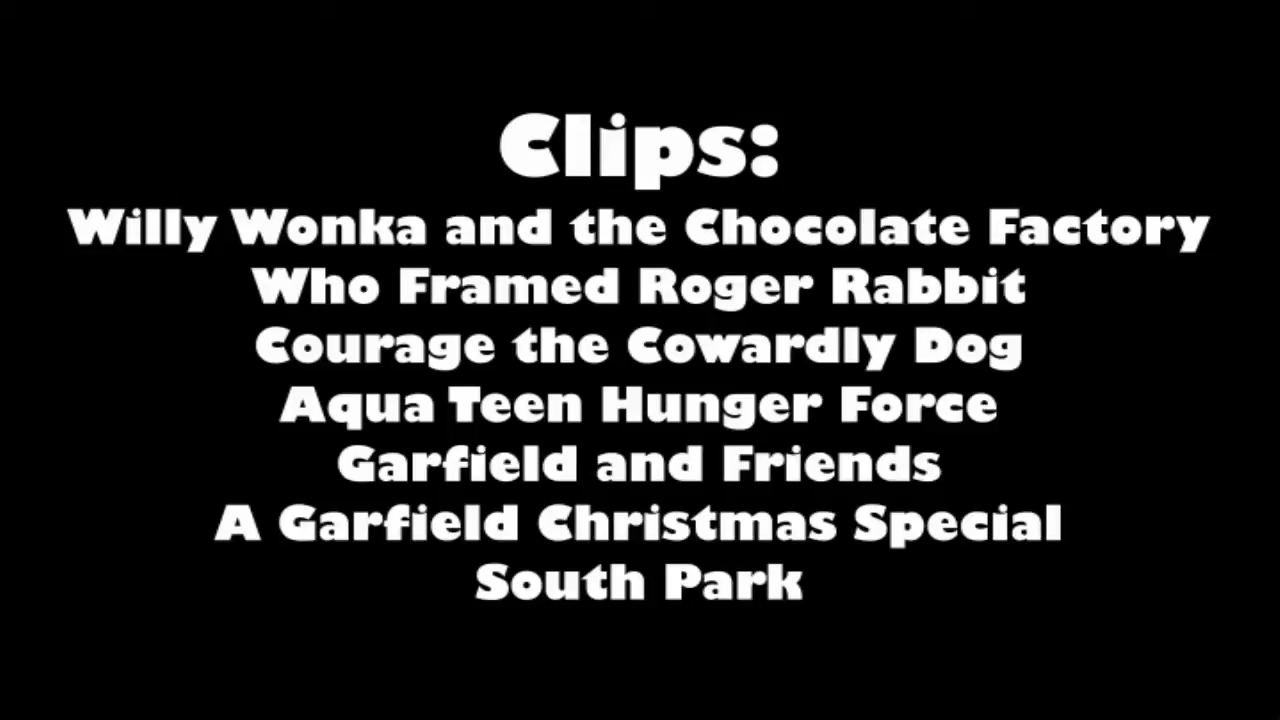 Clips:
Willy Wonka and the Chocolate Factory
Who Framed Roger Rabbit
Courage the Cowardly Dog
Aqua Teen Hunger Force
Garfield and Friends
A Garfield Christmas Special
South Park